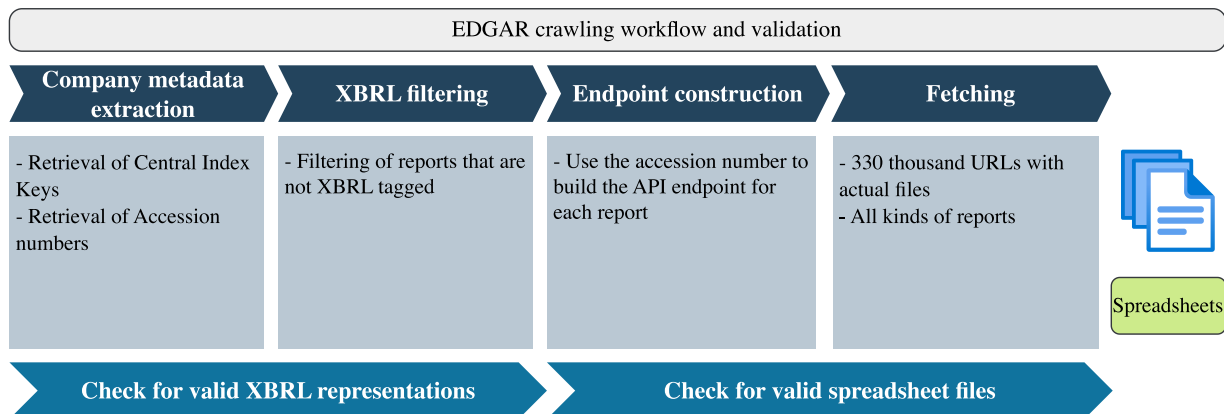 EDGAR crawling workflow and validation
Company metadata
extraction
XBRL filtering
Endpoint construction
Fetching
- Retrieval of Central Index
Keys
- Retrieval of Accession
numbers
- Filtering of reports that are
not XBRL tagged
- Use the accession number to
build the API endpoint for
each report
- 330 thousand URLs with
actual files
- All kinds of reports
Spreadsheets
Check for valid XBRL representations
Check for valid spreadsheet files